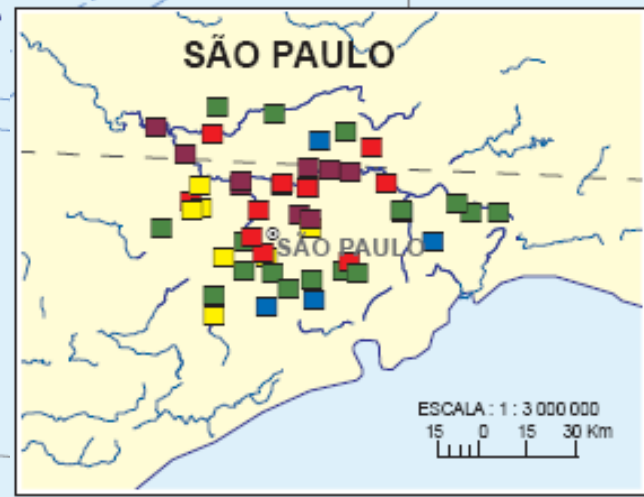 SÃO PAULO
SÃO PAULO
ESCALA : 1 : 3 000 000
15 0 15 30 Km